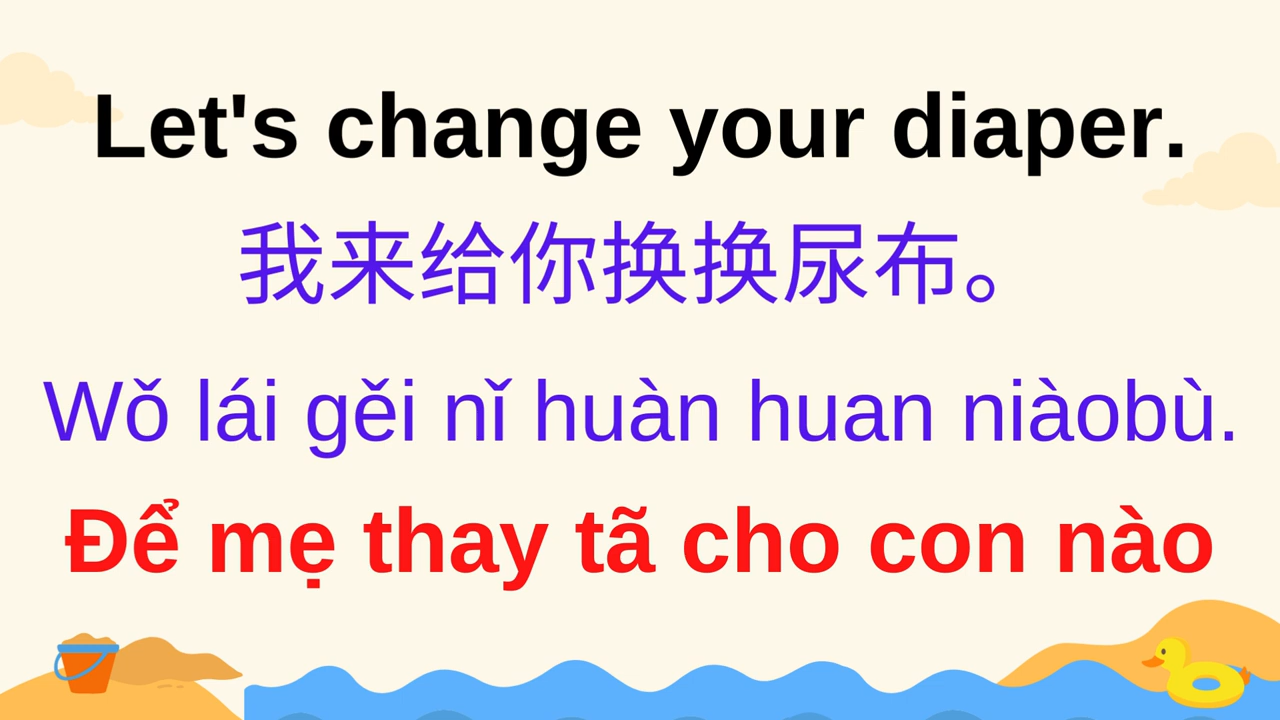 Let's change your diaper.
我来给你换换尿布。
Wǒ lái gěi nǐ huàn huan niàobù.
Để mẹ thay tã cho con nào